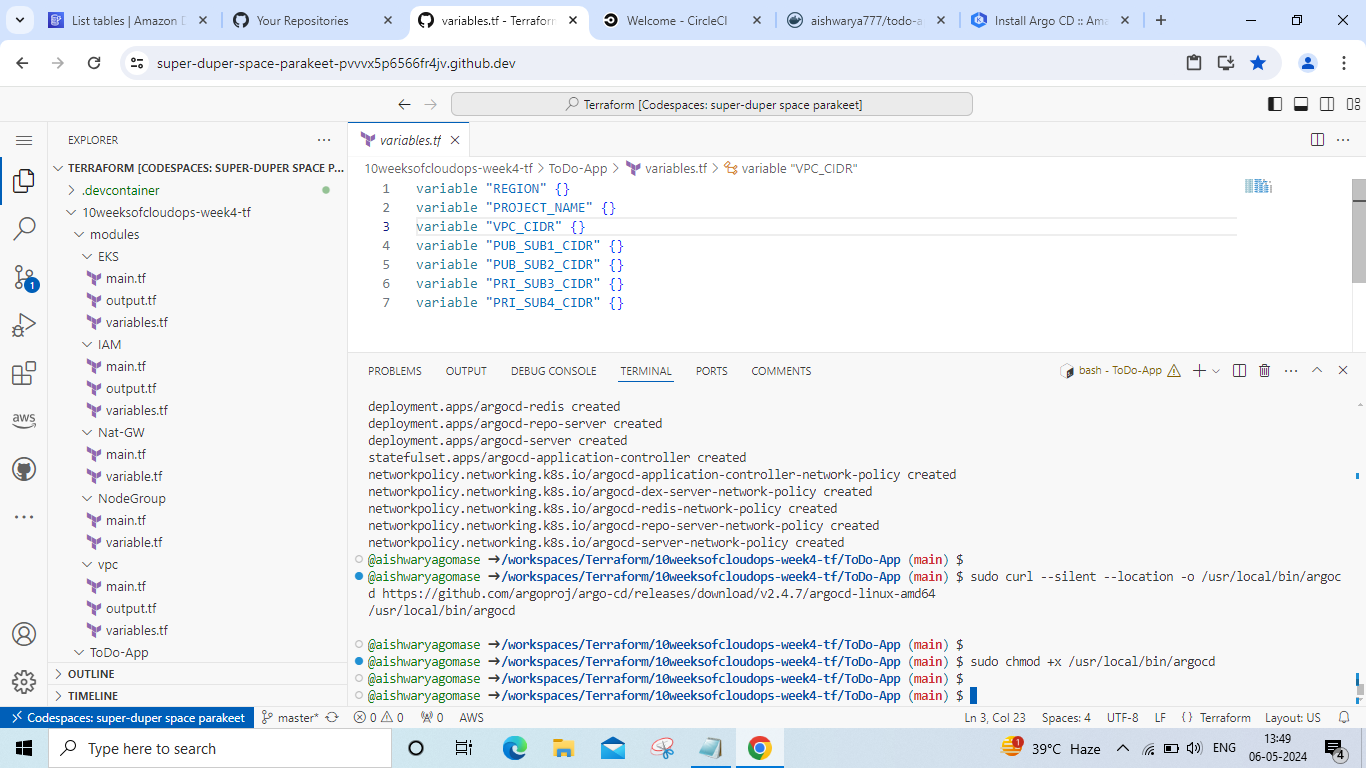 List tables | Amazon D
Your Repositories
variables.tf - Terraform
Welcome - CircleCI
aishwarya777/todo-a
Install Argo CD :: Ama
super-duper-space-parakeet-pvvvx5p6566fr4jv.github.dev
Terraform [Codespaces: super-duper space parakeet]
EXPLORER
TERRAFORM [CODESPACES: SUPER-DUPER SPACE P...
.devcontainer
10weeksofcloudops-week4-tf
modules
EKS
main.tf
output.tf
variables.tf
IAM
main.tf
output.tf
variables.tf
Nat-GW
main.tf
variable.tf
NodeGroup
main.tf
variable.tf
vpc
main.tf
output.tf
variables.tf
ToDo-App
OUTLINE
TIMELINE
1
aws
variables.tf
10weeksofcloudops-week4-tf > ToDo-App > variables.tf > variable "VPC_CIDR"
1 variable "REGION" {}
2 variable "PROJECT_NAME" {}
3 variable "VPC_CIDR" {}
4 variable "PUB_SUB1_CIDR" {}
5 variable "PUB_SUB2_CIDR" {}
6 variable "PRI_SUB3_CIDR" {}
7 variable "PRI_SUB4_CIDR" {}
PROBLEMS OUTPUT DEBUG CONSOLE TERMINAL PORTS COMMENTS
bash - ToDo-App
deployment.apps/argocd-redis created
deployment.apps/argocd-repo-server created
deployment.apps/argocd-server created
statefulset.apps/argocd-application-controller created
networkpolicy.networking.k8s.io/argocd-application-controller-network-policy created
networkpolicy.networking.k8s.io/argocd-dex-server-network-policy created
networkpolicy.networking.k8s.io/argocd-redis-network-policy created
networkpolicy.networking.k8s.io/argocd-repo-server-network-policy created
networkpolicy.networking.k8s.io/argocd-server-network-policy created
@aishwaryagomase ➜/workspaces/Terraform/10weeksofcloudops-week4-tf/ToDo-App (main) $
@aishwaryagomase ➜/workspaces/Terraform/10weeksofcloudops-week4-tf/ToDo-App (main) $ sudo curl --silent --location -o /usr/local/bin/argoc
d https://github.com/argoproj/argo-cd/releases/download/v2.4.7/argocd-linux-amd64
/usr/local/bin/argocd
@aishwaryagomase ➜/workspaces/Terraform/10weeksofcloudops-week4-tf/ToDo-App (main) $
@aishwaryagomase ➜/workspaces/Terraform/10weeksofcloudops-week4-tf/ToDo-App (main) $ sudo chmod +x /usr/local/bin/argocd
@aishwaryagomase ➜/workspaces/Terraform/10weeksofcloudops-week4-tf/ToDo-App (main) $
@aishwaryagomase ➜/workspaces/Terraform/10weeksofcloudops-week4-tf/ToDo-App (main) $
Codespaces: super-duper space parakeet master* 0 0 0 AWS Ln 3, Col 23 Spaces: 4 UTF-8 LF {} Terraform Layout: US
Type here to search
1
39°C Haze
ENG
13:49
06-05-2024
4